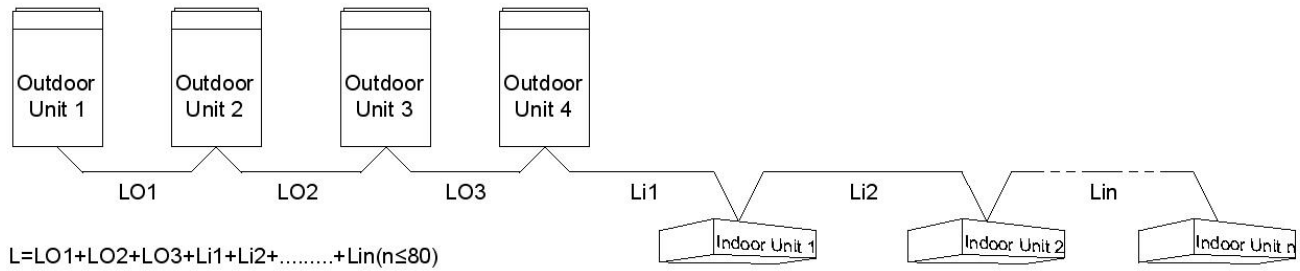 Outdoor
Unit 1
Outdoor
Unit 2
Outdoor
Unit 3
Outdoor
Unit 4
LO1
LO2
LO3
Li1
Li2
Lin
Indoor Unit 1
Indoor Unit 2
Indoor Unit n
L=LO1+LO2+LO3+Li1+Li2+.........+Lin(n≤80)